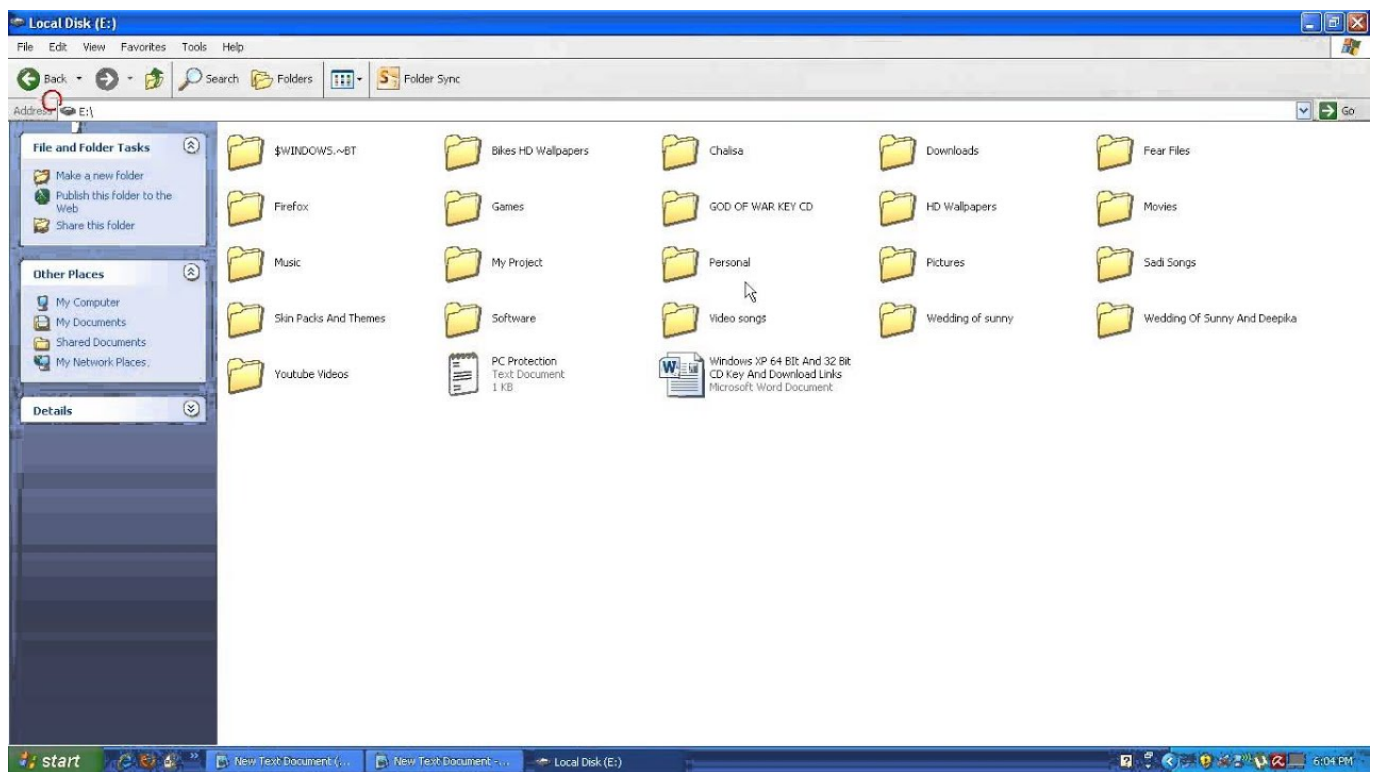 Local Disk (E:)
File Edit View Favorites Tools Help
Back Search Folders Folder Sync
Address E:\ Go
File and Folder Tasks
Make a new folder
Publish this folder to the
Web
Share this folder
Other Places
My Computer
My Documents
Shared Documents
My Network Places
Details
$WINDOWS.~BT Bikes HD Wallpapers Chalisa Downloads Fear Files
Firefox Games GOD OF WAR KEY CD HD Wallpapers Movies
Music My Project Personal Pictures Sadi Songs
Skin Packs And Themes Software Video songs Wedding of sunny Wedding Of Sunny And Deepika
Youtube Videos
PC Protection
Text Document
1 KB
Windows XP 64 BIt And 32 Bit
CD Key And Download Links
Microsoft Word Document
start New Text Document (... New Text Document -... Local Disk (E:) 6:04 PM